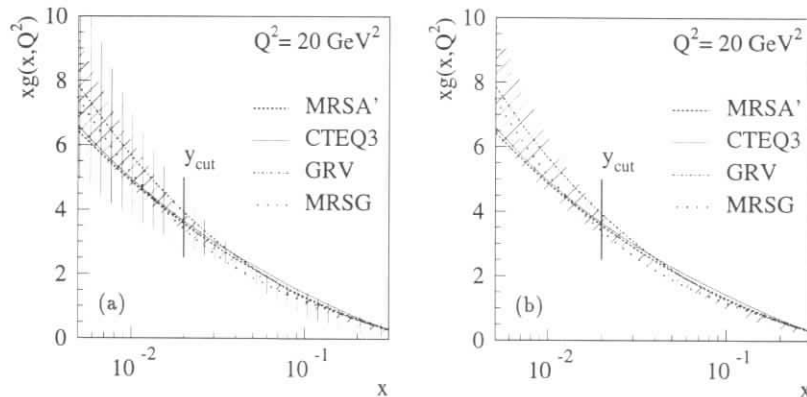 xg(x,Q²)
10
8
6
4
2
0
Q²= 20 GeV²
MRSA'
CTEQ3
GRV
MRSG
y_cut
(a)
10⁻²
10⁻¹
x
xg(x,Q²)
10
8
6
4
2
0
Q²= 20 GeV²
MRSA'
CTEQ3
GRV
MRSG
y_cut
(b)
10⁻²
10⁻¹
x